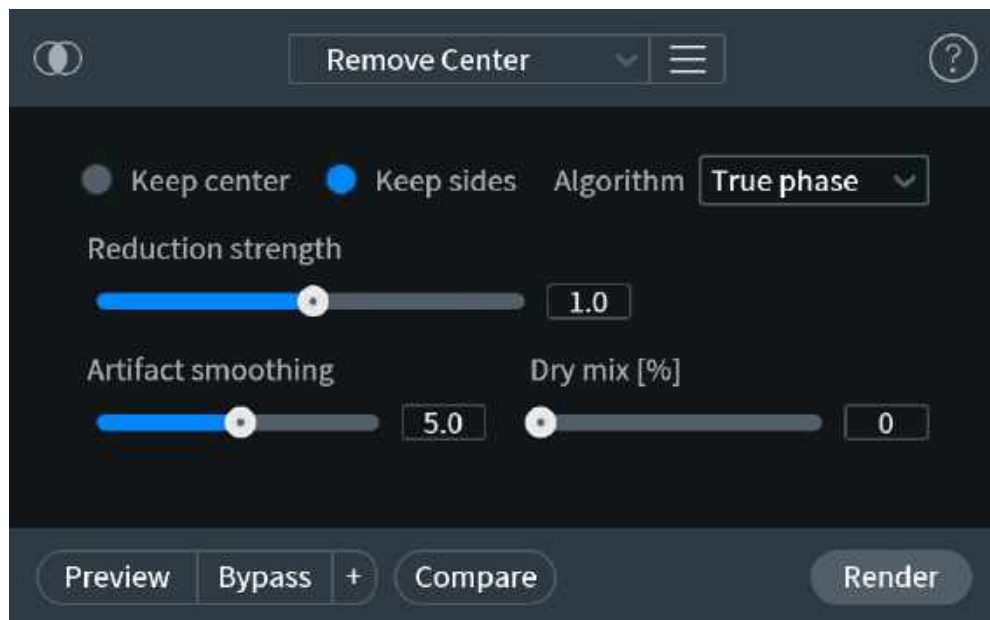 Remove Center
?
Keep center Keep sides Algorithm True phase
Reduction strength
1.0
Artifact smoothing Dry mix [%]
5.0 0
Preview Bypass + Compare Render